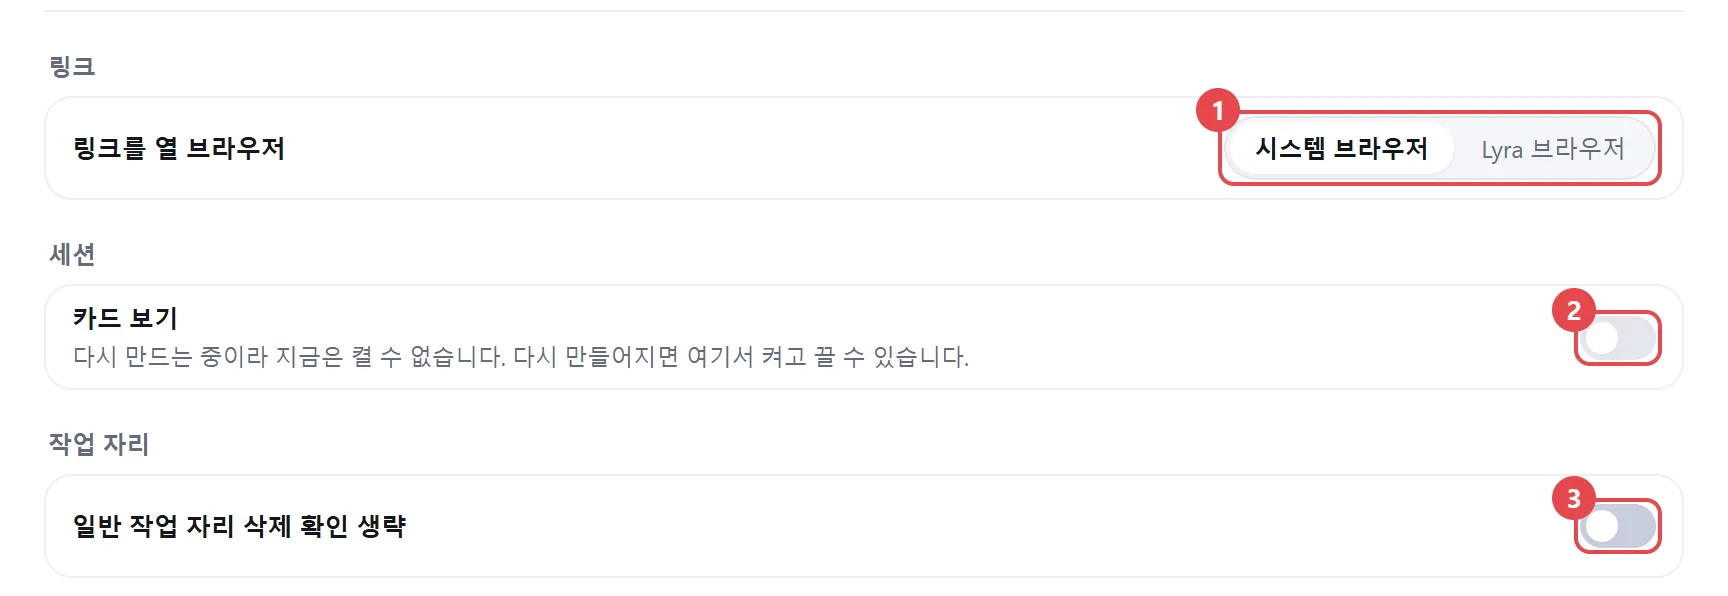 링크
링크를 열 브라우저
1
시스템 브라우저
Lyra 브라우저
세션
카드 보기
다시 만드는 중이라 지금은 켤 수 없습니다. 다시 만들어지면 여기서 켜고 끌 수 있습니다.
2
작업 자리
일반 작업 자리 삭제 확인 생략
3